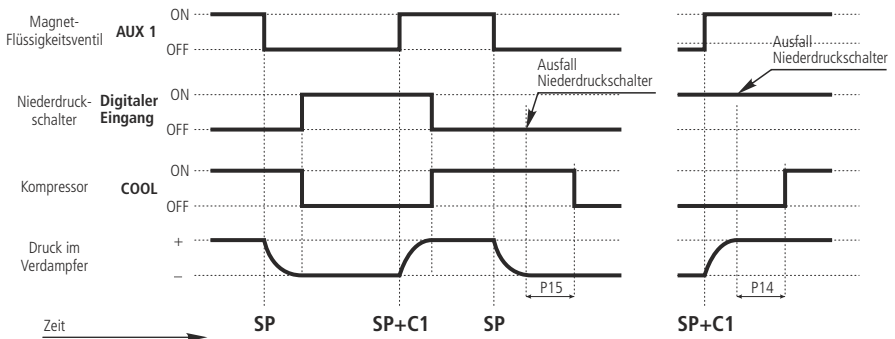 Magnet-
Flüssigkeitsventil AUX 1
ON
OFF
Ausfall
Niederdruckschalter
Ausfall
Niederdruckschalter
Niederdruck-
schalter
Digitaler
Eingang
ON
OFF
Kompressor COOL
ON
OFF
Druck im
Verdampfer
+
–
P15
P14
Zeit
SP
SP+C1
SP
SP+C1